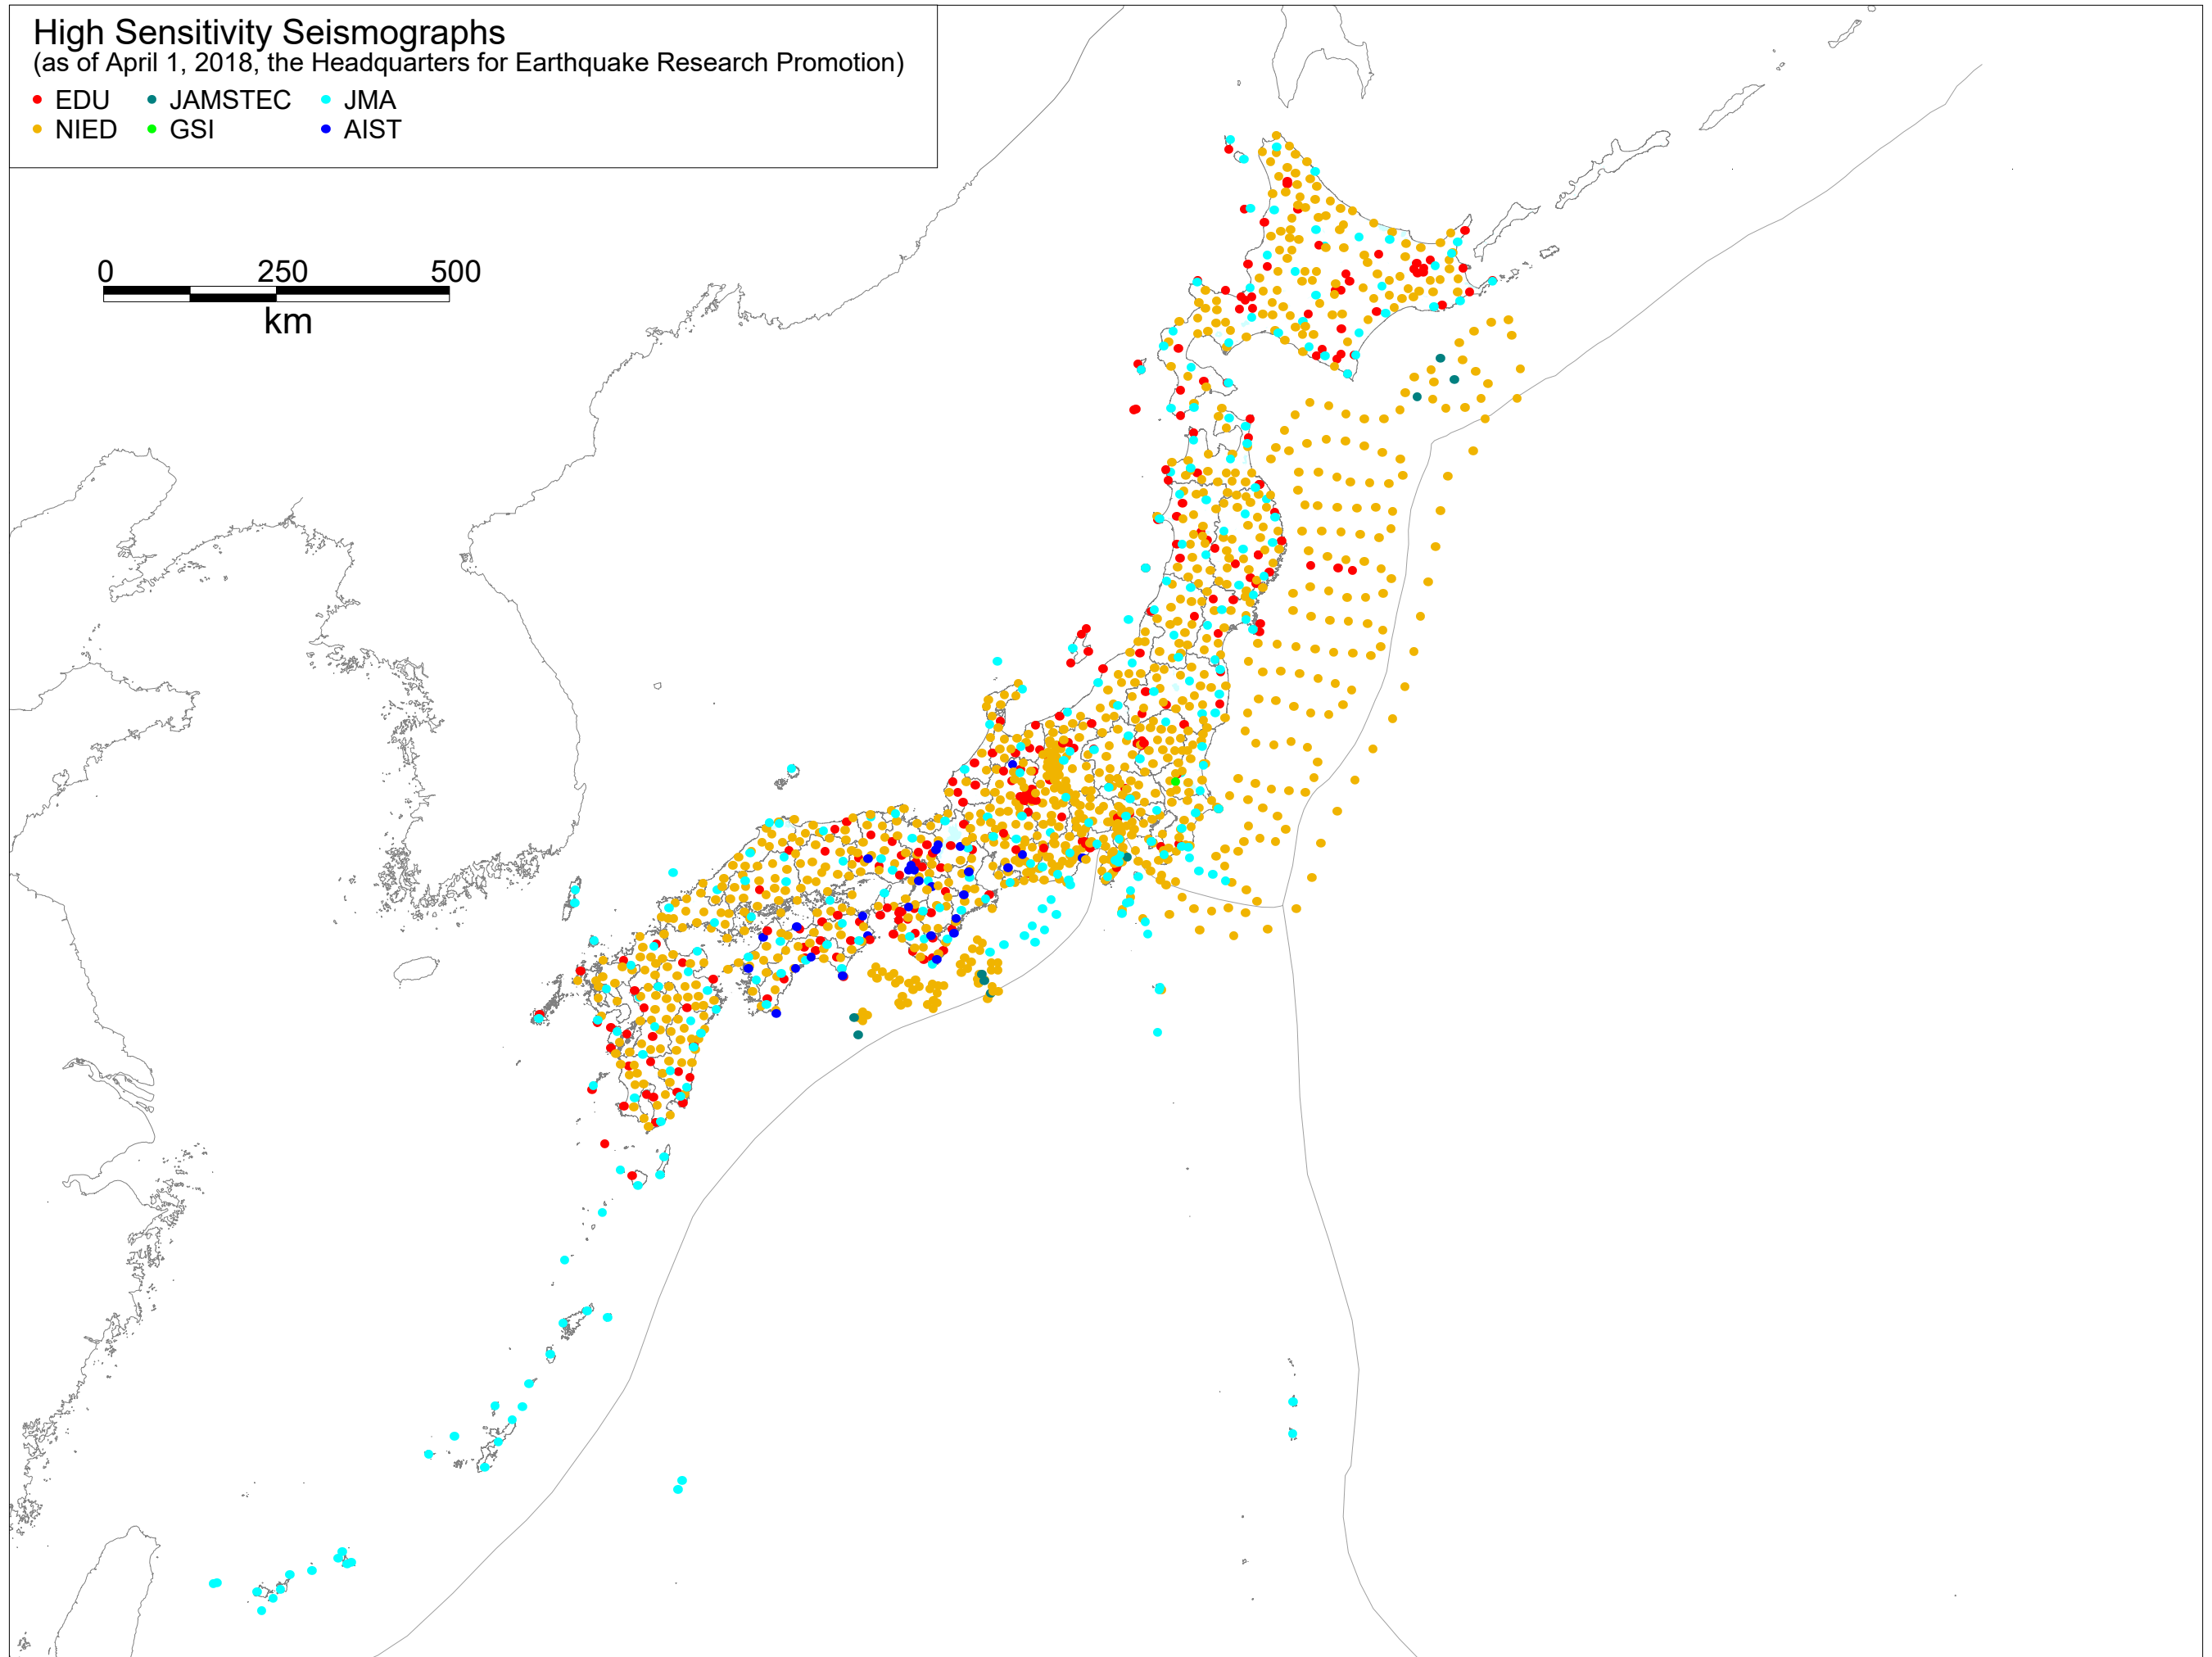 High Sensitivity Seismographs
(as of April 1, 2018, the Headquarters for Earthquake Research Promotion)
EDU JAMSTEC JMA
NIED GSI AIST
0 250 500
km